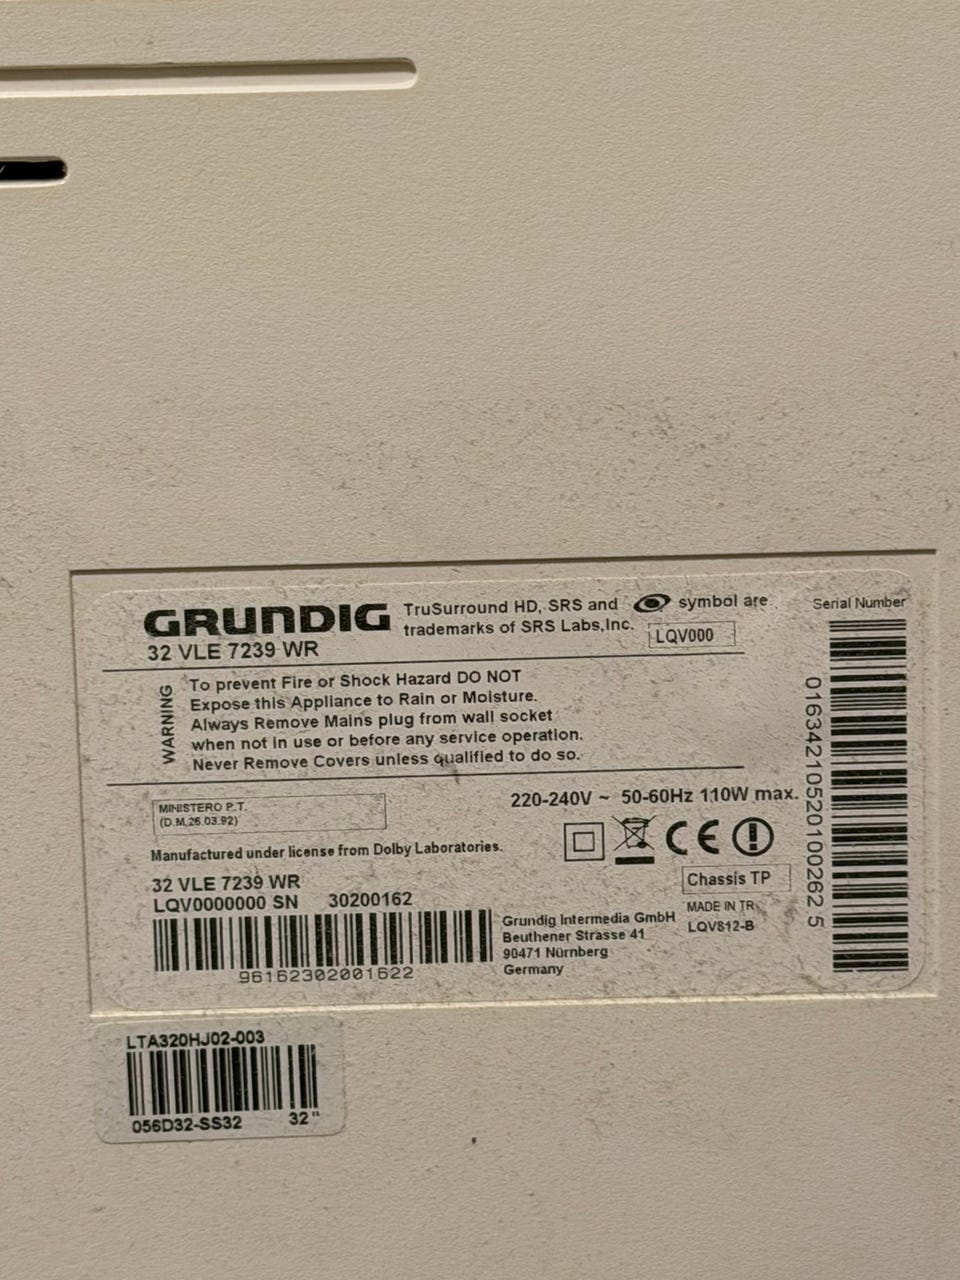 GRUNDIG
32 VLE 7239 WR
TruSurround HD, SRS and symbol are
trademarks of SRS Labs,Inc.
LQV000
Serial Number
WARNING
To prevent Fire or Shock Hazard DO NOT
Expose this Appliance to Rain or Moisture.
Always Remove Mains plug from wall socket
when not in use or before any service operation.
Never Remove Covers unless qualified to do so.
MINISTERO P.T.
(D.M.26.03.92)
220-240V ~ 50-60Hz 110W max.
Manufactured under license from Dolby Laboratories.
CE
Chassis TP
32 VLE 7239 WR
LQV0000000 SN 30200162
96162302001622
Grundig Intermedia GmbH
Beuthener Strasse 41
90471 Nürnberg
Germany
MADE IN TR
LQV812-B
01634210520100262 5
LTA320HJ02-003
056D32-SS32 32"